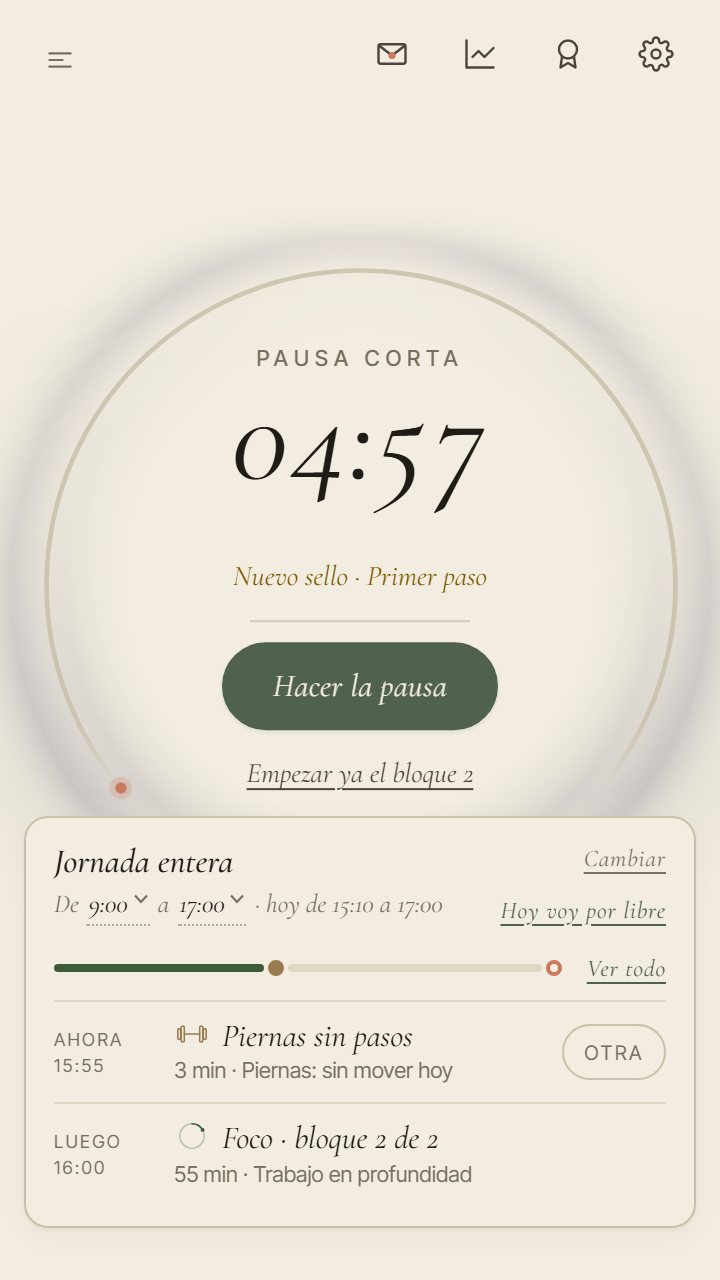 PAUSA CORTA
04:57
Nuevo sello · Primer paso
Hacer la pausa
Empezar ya el bloque 2
Jornada entera
Cambiar
De 9:00 a 17:00 · hoy de 15:10 a 17:00
Hoy voy por libre
Ver todo
AHORA
15:55
Piernas sin pasos
3 min · Piernas: sin mover hoy
OTRA
LUEGO
16:00
Foco · bloque 2 de 2
55 min · Trabajo en profundidad